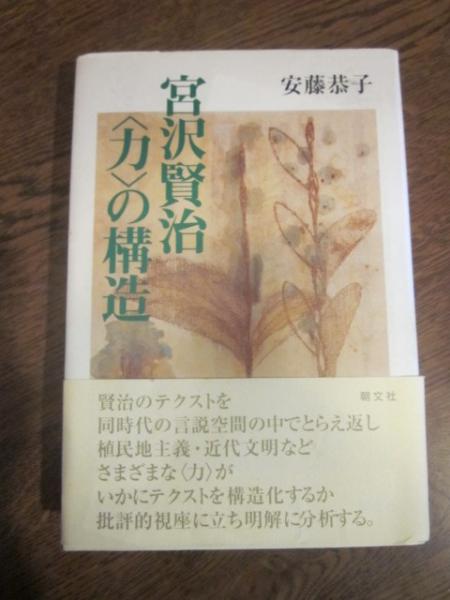 安藤恭子
宮沢賢治
〈力〉の構造
朝文社
賢治のテクストを
同時代の言説空間の中でとらえ返し
植民地主義・近代文明など
さまざまな〈力〉が
いかにテクストを構造化するか
批評的視座に立ち明解に分析する。